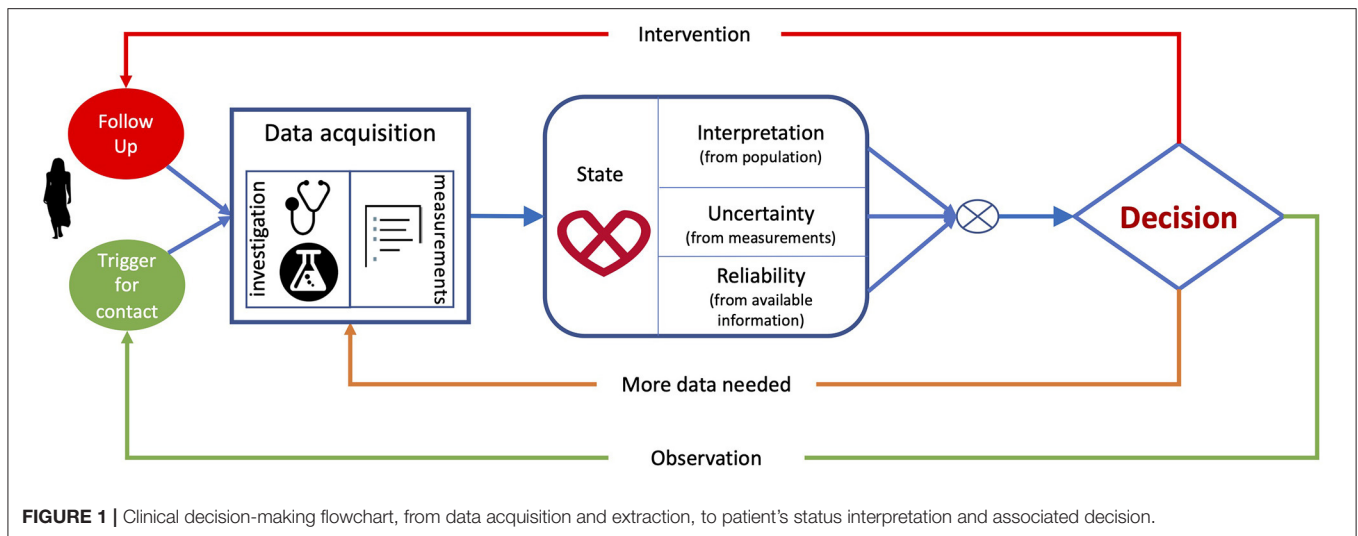 Intervention
Follow
Up
Data acquisition
investigation
measurements
Trigger
for
contact
State
Interpretation
(from population)
Uncertainty
(from measurements)
Reliability
(from available
information)
Decision
More data needed
Observation
FIGURE 1 | Clinical decision-making flowchart, from data acquisition and extraction, to patient's status interpretation and associated decision.